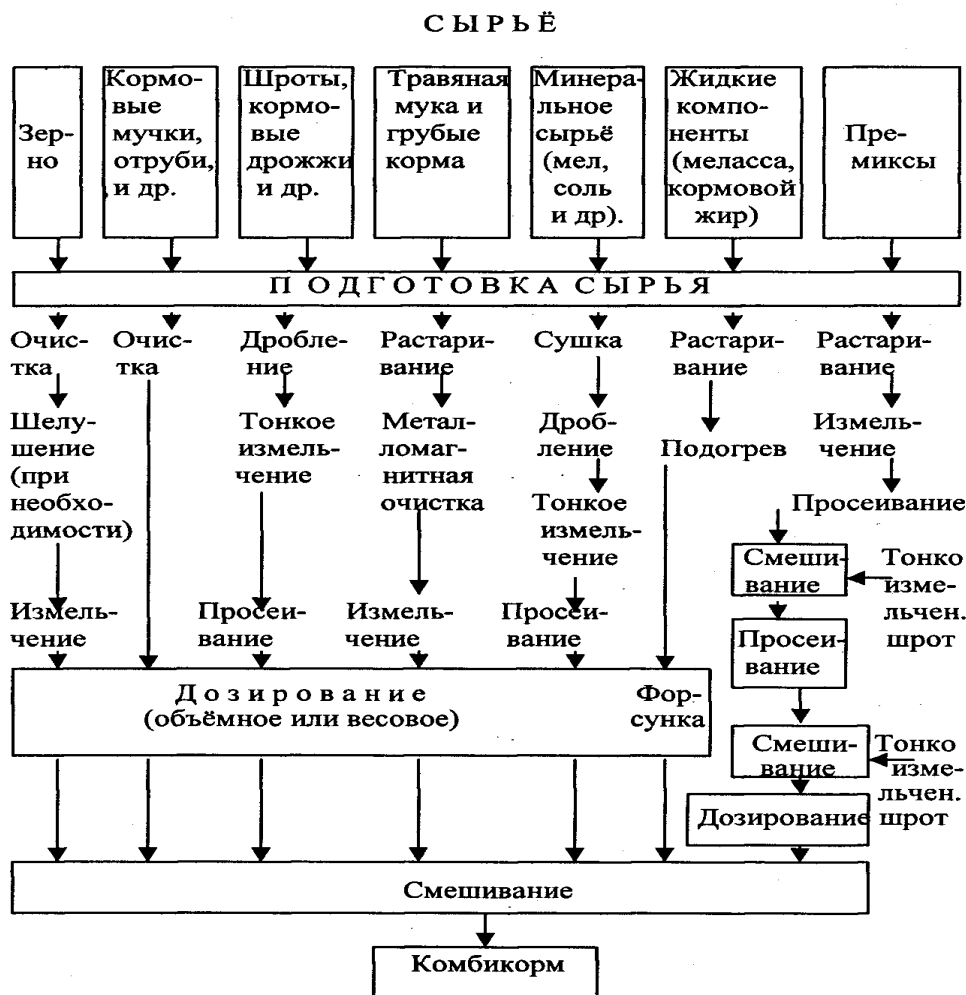 СЫРЬЁ
Зер-
но
Кормо-
вые
мучки,
отруби,
и др.
Шроты,
кормо-
вые
дрожжи
и др.
Травяная
мука и
грубые
корма
Минера-
льное
сырьё
(мел,
соль
и др).
Жидкие
компо-
ненты
(меласса,
кормовой
жир)
Пре-
миксы
ПОДГОТОВКА СЫРЬЯ
Очис-
тка
Шелу-
шение
(при
необхо-
димости)
Измель-
чение
Очис-
тка
Дробле-
ние
Тонкое
измель-
чение
Просеи-
вание
Растари-
вание
Метал-
ломаг-
нитная
очистка
Измель-
чение
Сушка
Дроб-
ление
Тонкое
измель-
чение
Просеи-
вание
Растари-
вание
Подогрев
Растари-
вание
Измель-
чение
Просеивание
Смеши-
вание
Тонко
изме-
льчен.
шрот
Просеи-
вание
Смеши-
вание
Тонко
изме-
льчен.
шрот
Дозирование
Дозирование
(объёмное или весовое)
Фор-
сунка
Смешивание
Комбикорм